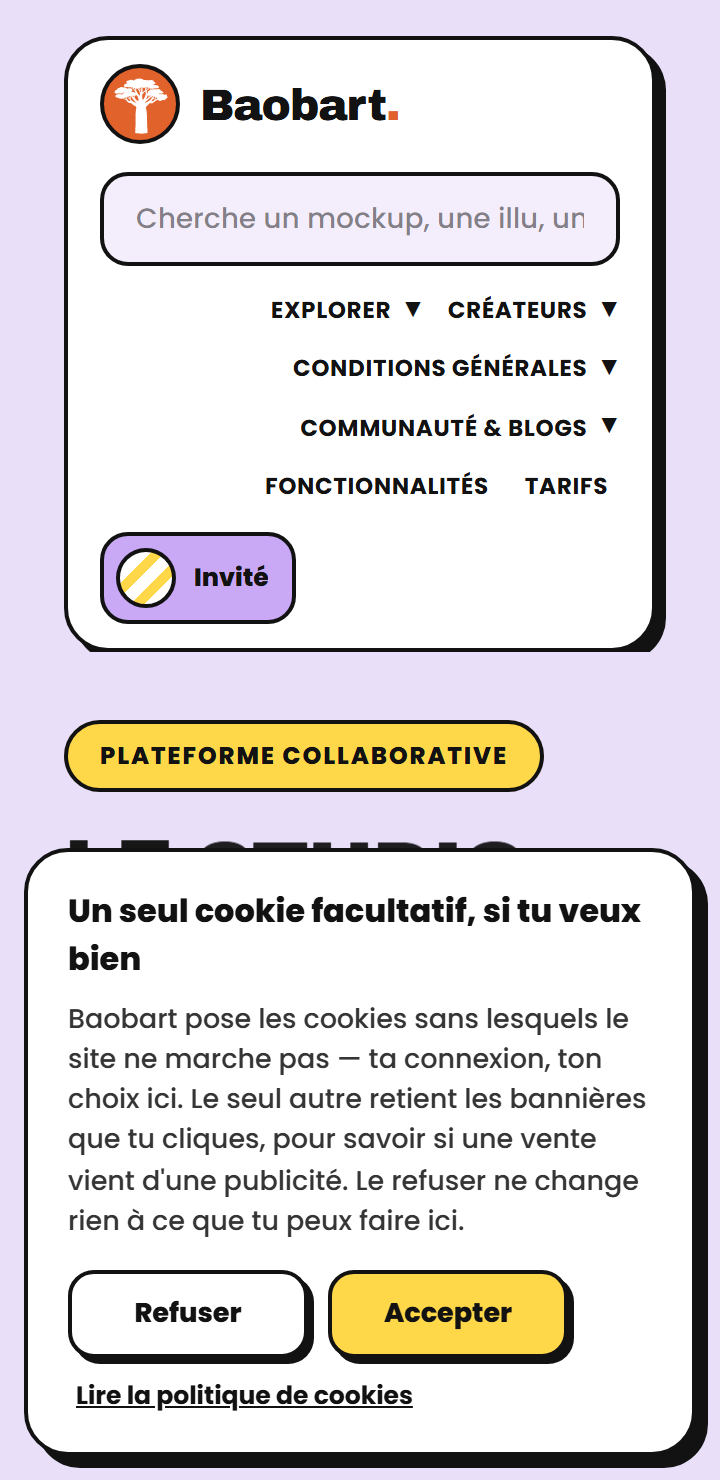 Baobart.
Cherche un mockup, une illu, un
EXPLORER ▼ CRÉATEURS ▼
CONDITIONS GÉNÉRALES ▼
COMMUNAUTÉ & BLOGS ▼
FONCTIONNALITÉS TARIFS
Invité
PLATEFORME COLLABORATIVE
Un seul cookie facultatif, si tu veux
bien
Baobart pose les cookies sans lesquels le
site ne marche pas — ta connexion, ton
choix ici. Le seul autre retient les bannières
que tu cliques, pour savoir si une vente
vient d'une publicité. Le refuser ne change
rien à ce que tu peux faire ici.
Refuser Accepter
Lire la politique de cookies